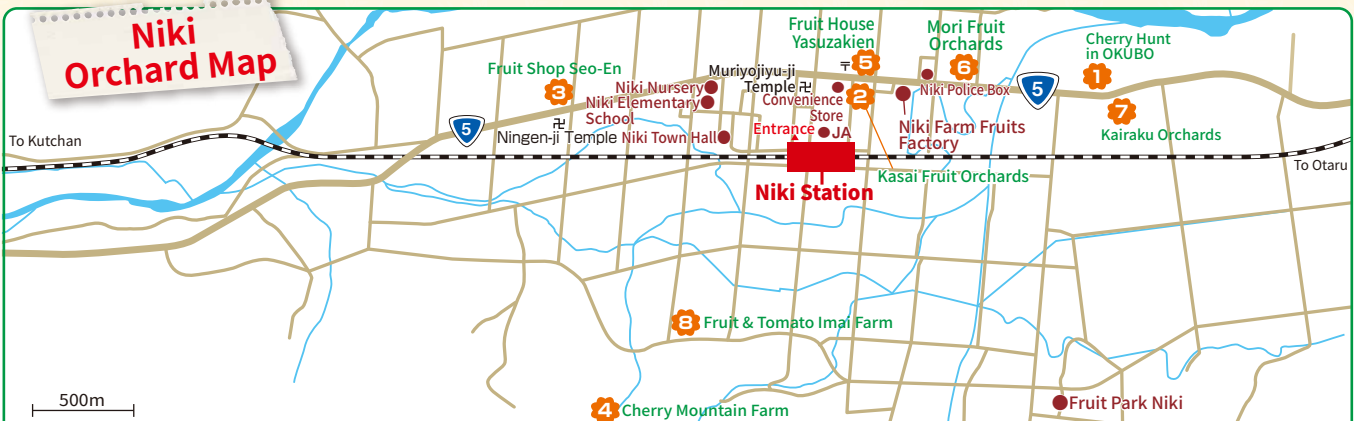 Niki
Orchard Map
Fruit House
Yasuzakien
5
Mori Fruit
Orchards
6
Cherry Hunt
in OKUBO
1
Fruit Shop Seo-En
3
Muriyojiyu-ji
Temple 卍
〒
5
Niki Nursery
Niki Elementary
School
Convenience
Store
2
Niki Police Box
7
Kairaku Orchards
5
卍
Ningen-ji Temple
Niki Town Hall
Entrance
JA
Niki Farm Fruits
Factory
To Kutchan
To Otaru
Kasai Fruit Orchards
Niki Station
8 Fruit & Tomato Imai Farm
500m
4 Cherry Mountain Farm
Fruit Park Niki